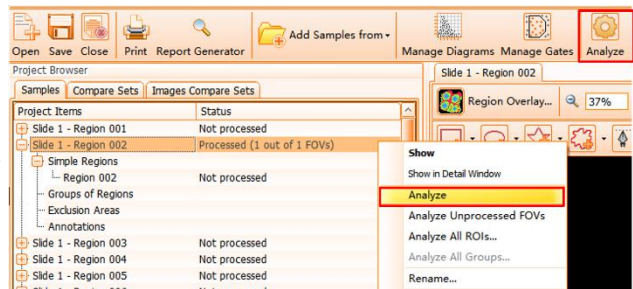 Open Save Close Print Report Generator Add Samples from Manage Diagrams Manage Gates Analyze
Project Browser
Slide 1 - Region 002
Samples Compare Sets Images Compare Sets
Region Overlay... 37%
Project Items Status
Slide 1 - Region 001 Not processed
Slide 1 - Region 002 Processed (1 out of 1 FOVs)
Simple Regions
Region 002 Not processed
Groups of Regions
Exclusion Areas
Annotations
Slide 1 - Region 003 Not processed
Slide 1 - Region 004 Not processed
Slide 1 - Region 005 Not processed
Show
Show in Detail Window
Analyze
Analyze Unprocessed FOVs
Analyze All ROIs...
Analyze All Groups...
Rename...